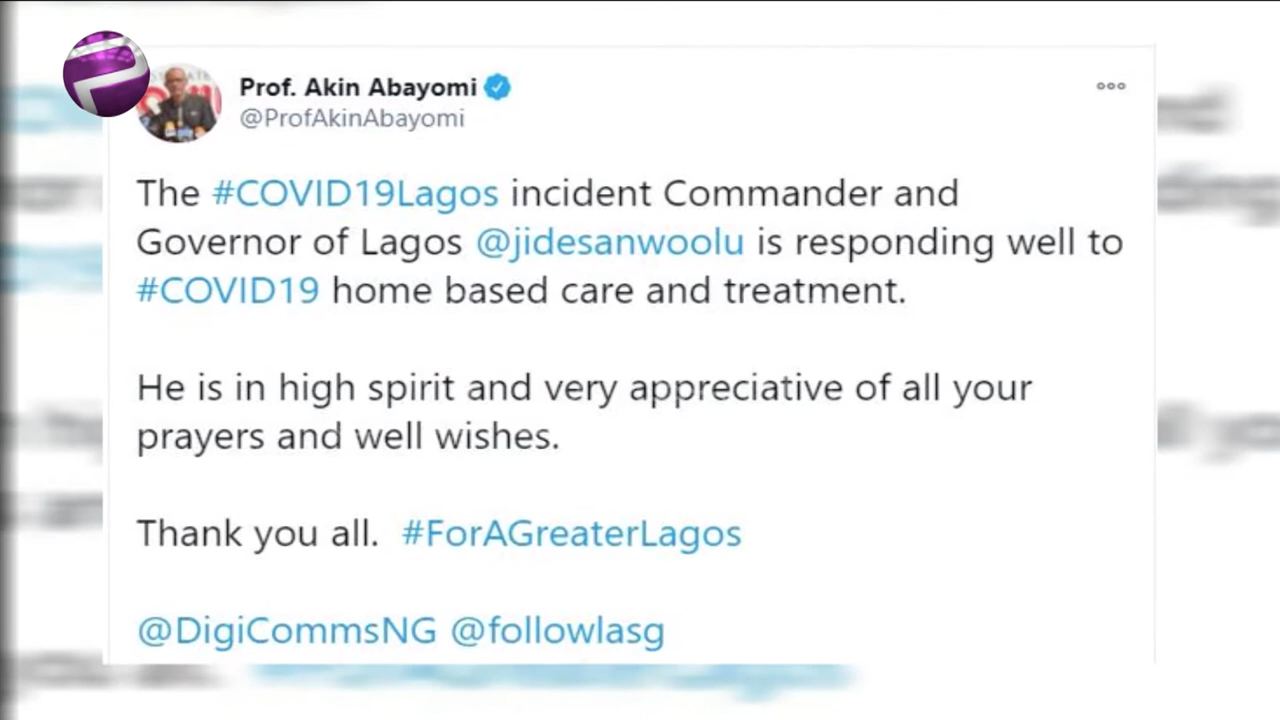 Prof. Akin Abayomi
@ProfAkinAbayomi
The #COVID19Lagos incident Commander and
Governor of Lagos @jidesanwoolu is responding well to
#COVID19 home based care and treatment.
He is in high spirit and very appreciative of all your
prayers and well wishes.
Thank you all. #ForAGreaterLagos
@DigiCommsNG @followlasg